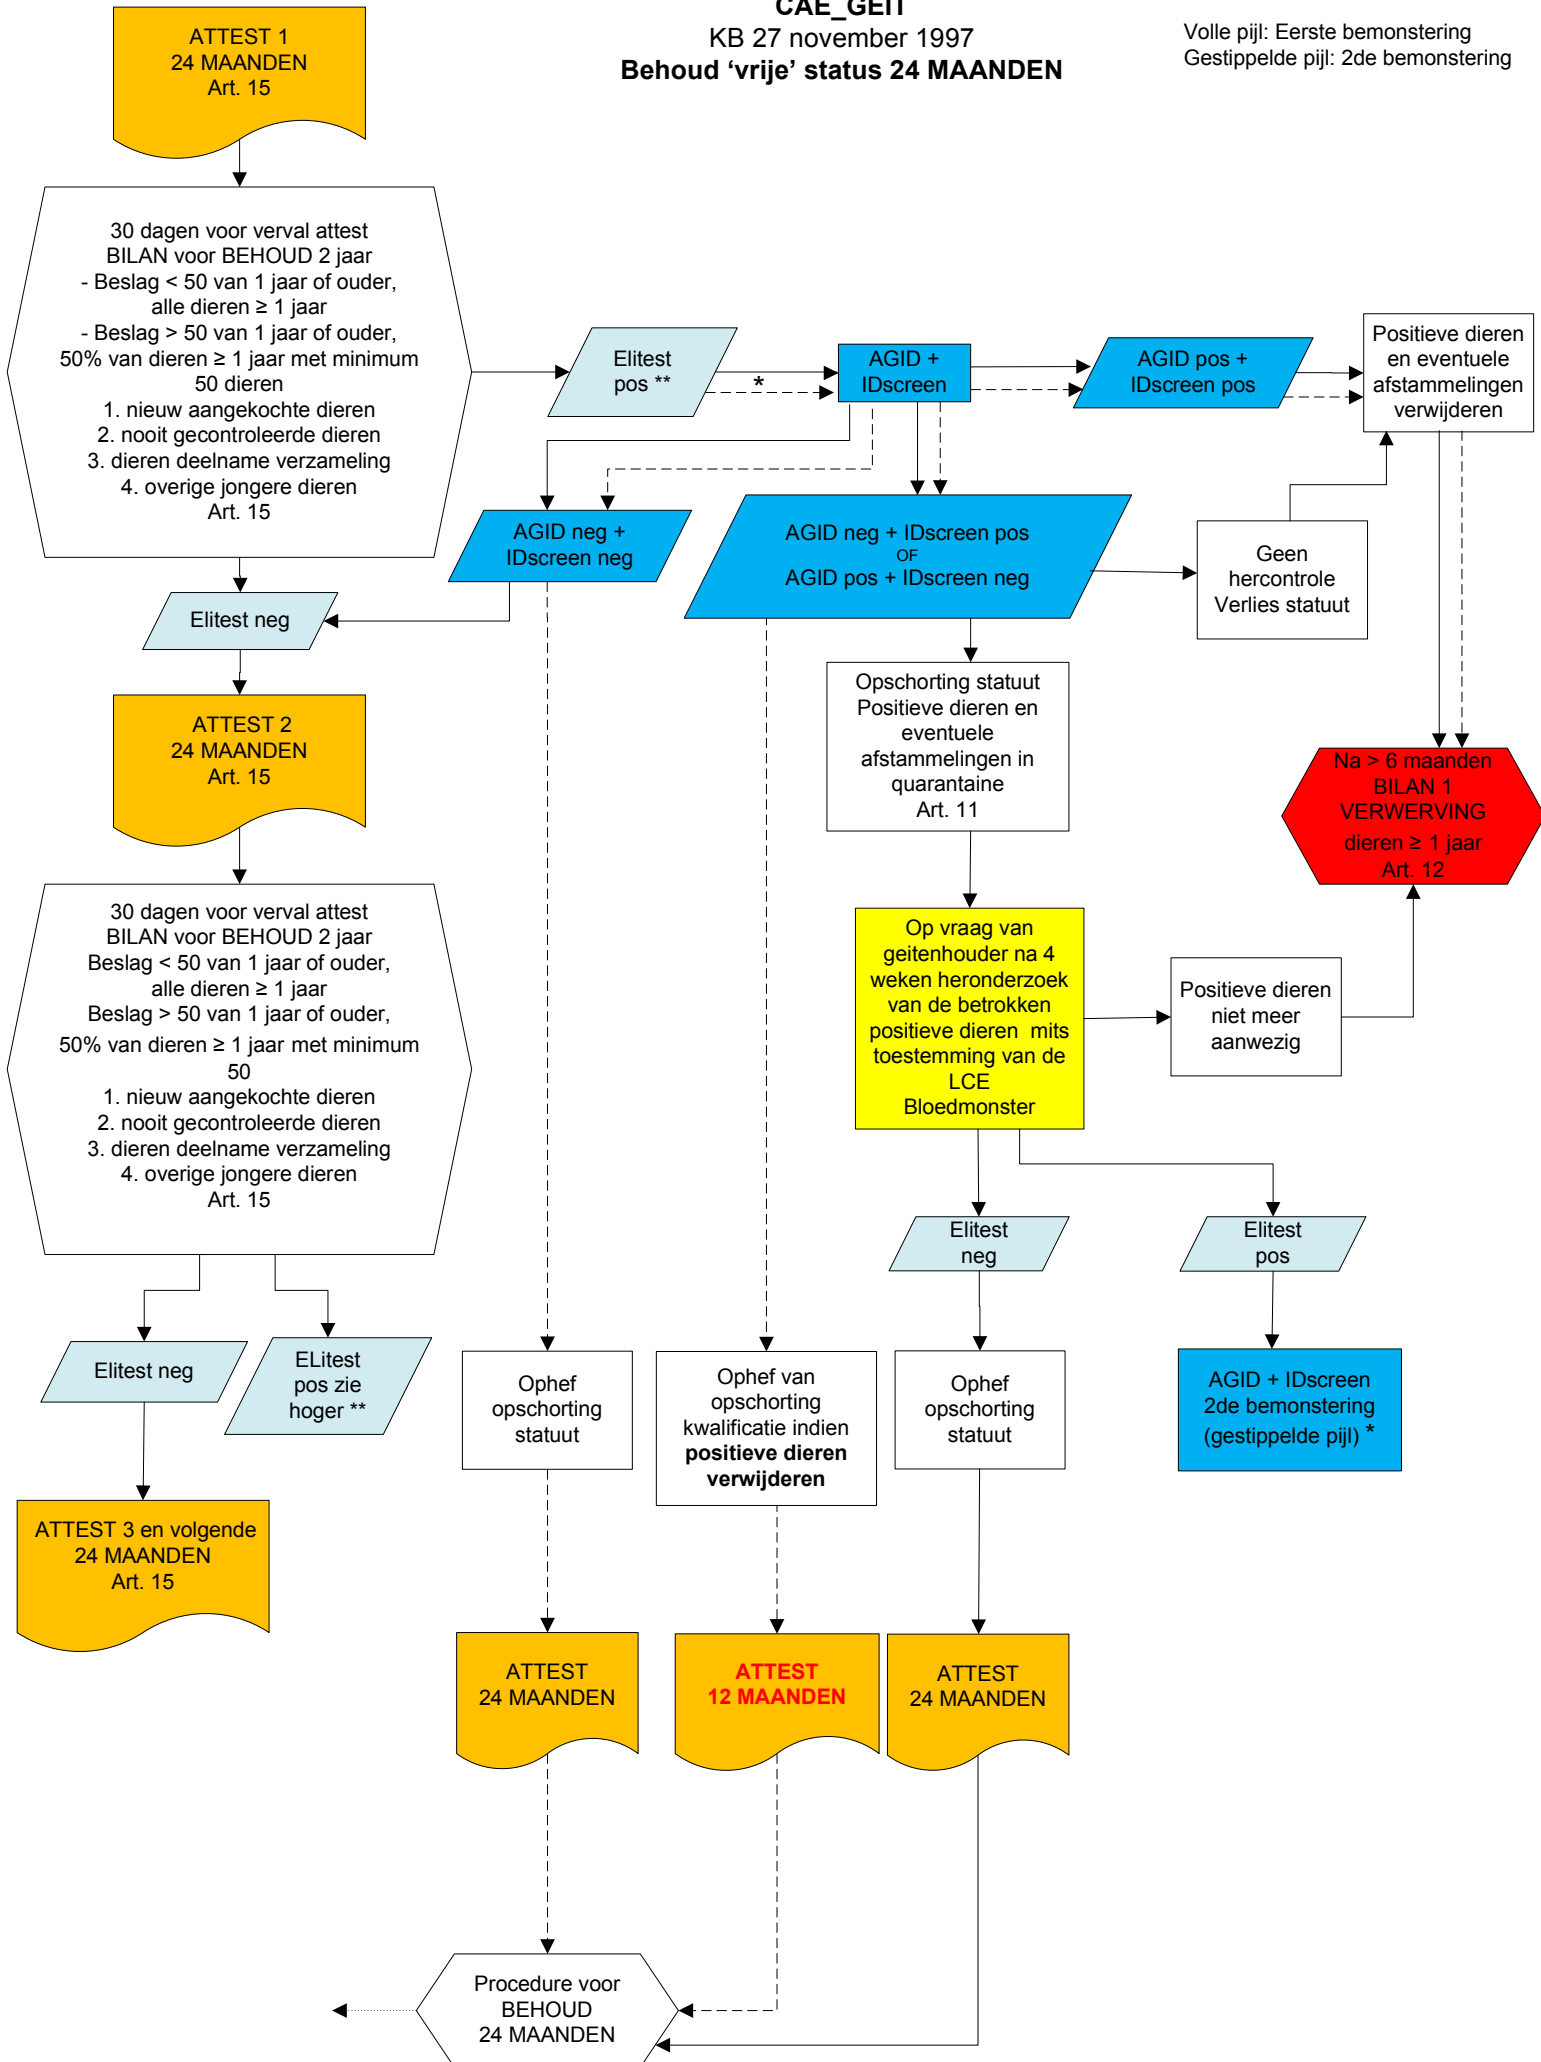 CAE_GEIT
KB 27 november 1997
Behoud ‘vrije’ status 24 MAANDEN
Volle pijl: Eerste bemonstering
Gestippelde pijl: 2de bemonstering
ATTEST 1
24 MAANDEN
Art. 15
30 dagen voor verval attest
BILAN voor BEHOUD 2 jaar
- Beslag < 50 van 1 jaar of ouder,
alle dieren ≥ 1 jaar
- Beslag > 50 van 1 jaar of ouder,
50% van dieren ≥ 1 jaar met minimum
50 dieren
1. nieuw aangekochte dieren
2. nooit gecontroleerde dieren
3. dieren deelname verzameling
4. overige jongere dieren
Art. 15
Elitest
pos **
*
AGID +
IDscreen
AGID pos +
IDscreen pos
Positieve dieren
en eventuele
afstammelingen
verwijderen
AGID neg +
IDscreen neg
AGID neg + IDscreen pos
OF
AGID pos + IDscreen neg
Geen
hercontrole
Verlies statuut
Elitest neg
Opschorting statuut
Positieve dieren en
eventuele
afstammelingen in
quarantaine
Art. 11
ATTEST 2
24 MAANDEN
Art. 15
Na > 6 maanden
BILAN 1
VERWERVING
dieren ≥ 1 jaar
Art. 12
30 dagen voor verval attest
BILAN voor BEHOUD 2 jaar
Beslag < 50 van 1 jaar of ouder,
alle dieren ≥ 1 jaar
Beslag > 50 van 1 jaar of ouder,
50% van dieren ≥ 1 jaar met minimum
50
1. nieuw aangekochte dieren
2. nooit gecontroleerde dieren
3. dieren deelname verzameling
4. overige jongere dieren
Art. 15
Op vraag van
geitenhouder na 4
weken heronderzoek
van de betrokken
positieve dieren mits
toestemming van de
LCE
Bloedmonster
Positieve dieren
niet meer
aanwezig
Elitest
neg
Elitest
pos
Elitest neg
ELitest
pos zie
hoger **
Ophef
opschorting
statuut
Ophef van
opschorting
kwalificatie indien
positieve dieren
verwijderen
Ophef
opschorting
statuut
AGID + IDscreen
2de bemonstering
(gestippelde pijl) *
ATTEST 3 en volgende
24 MAANDEN
Art. 15
ATTEST
24 MAANDEN
ATTEST
12 MAANDEN
ATTEST
24 MAANDEN
Procedure voor
BEHOUD
24 MAANDEN